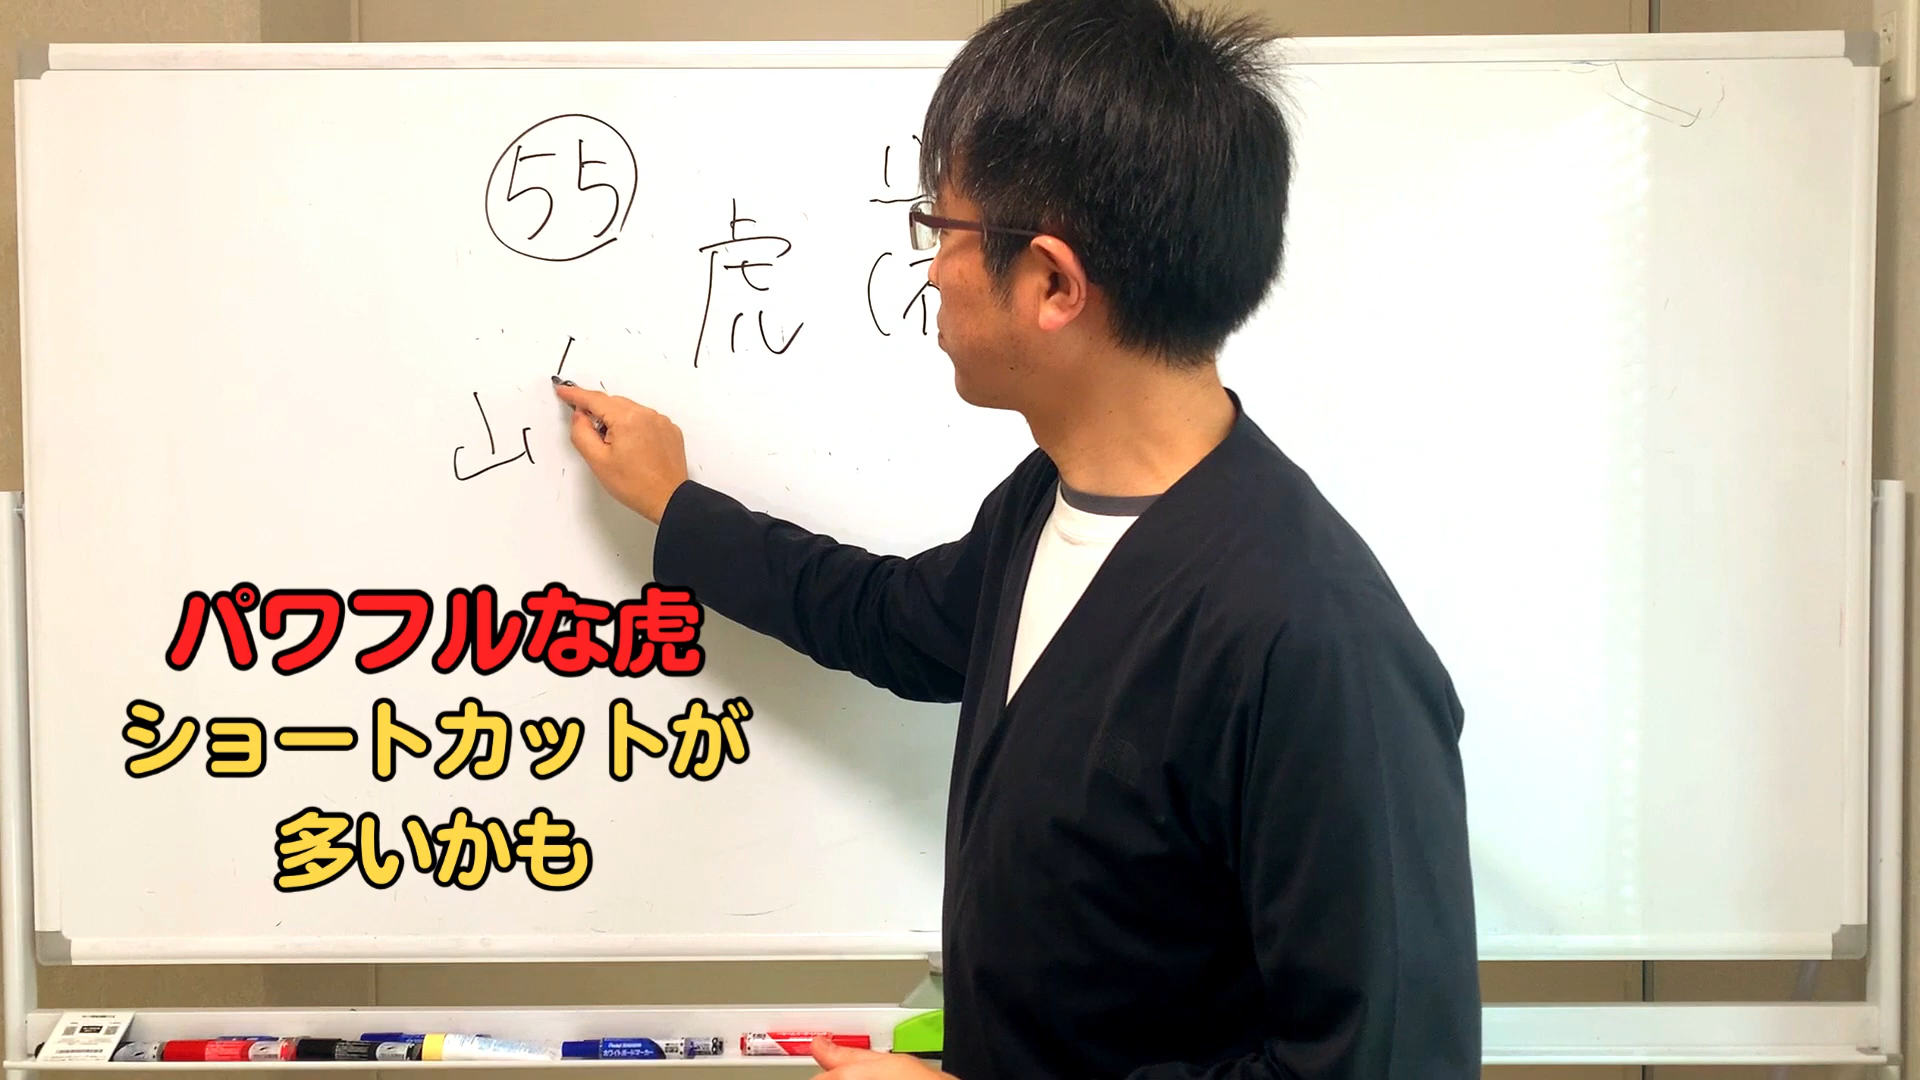 55
虎
山
パワフルな虎
ショートカットが
多いかも